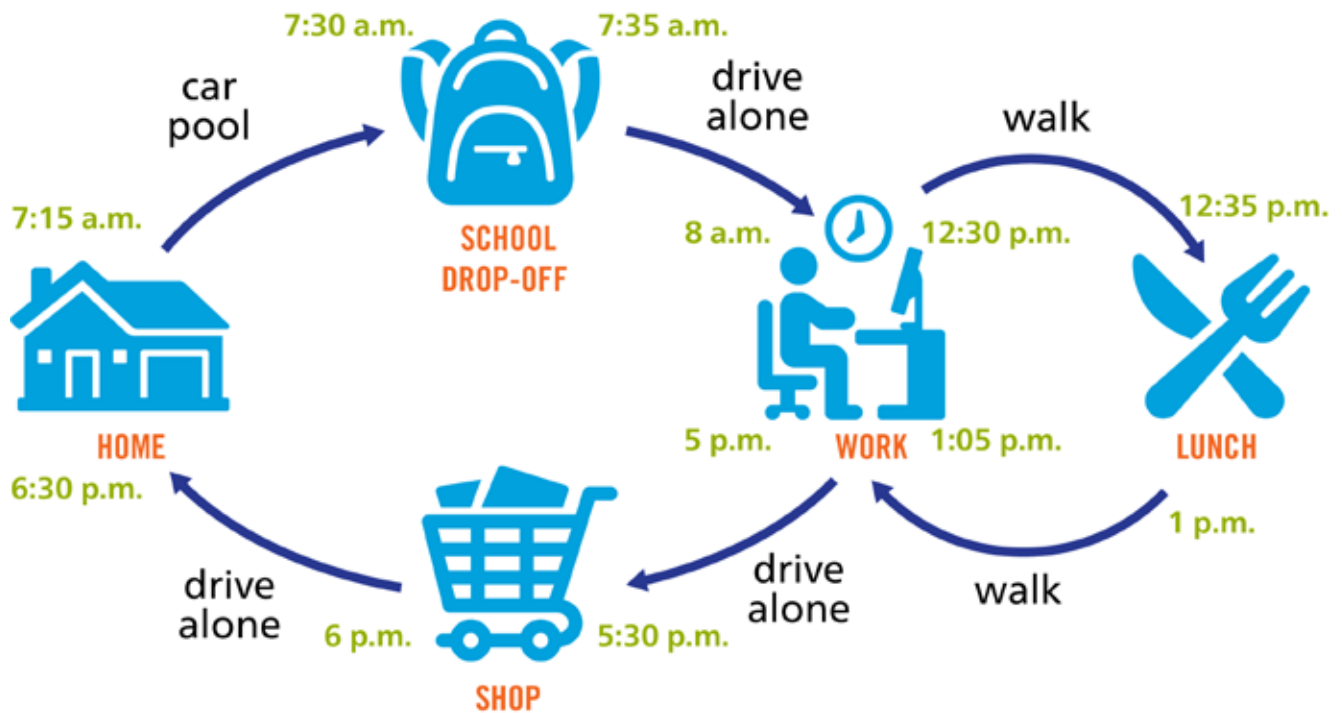 7:30 a.m.
7:35 a.m.
car
pool
drive
alone
walk
7:15 a.m.
SCHOOL
DROP-OFF
8 a.m.
12:30 p.m.
12:35 p.m.
HOME
6:30 p.m.
5 p.m.
WORK
1:05 p.m.
LUNCH
1 p.m.
drive
alone
6 p.m.
5:30 p.m.
SHOP
drive
alone
walk